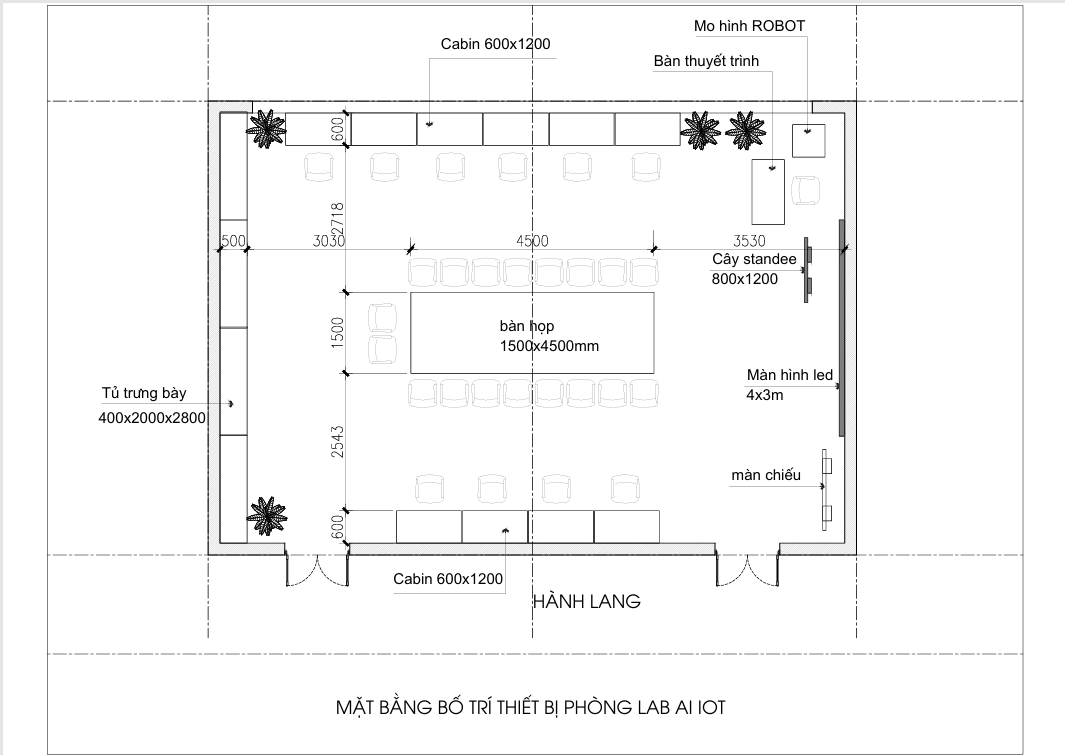 Mo hình ROBOT
Cabin 600x1200
Bàn thuyết trình
600
2718
500
3030
4500
3530
Cây standee
800x1200
bàn họp
1500x4500mm
1500
Màn hình led
4x3m
Tủ trưng bày
400x2000x2800
2543
màn chiếu
600
Cabin 600x1200
HÀNH LANG
MẶT BẰNG BỐ TRÍ THIẾT BỊ PHÒNG LAB AI IOT